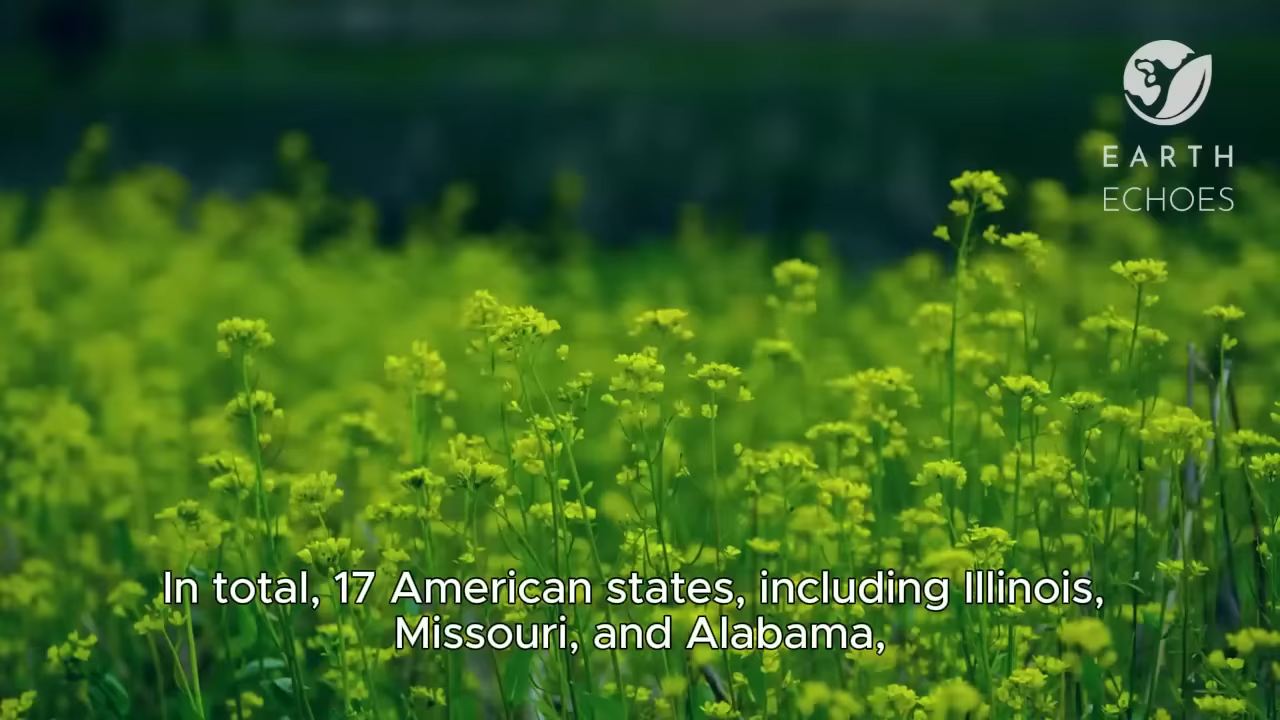 EARTH
ECHOES
In total, 17 American states, including Illinois,
Missouri, and Alabama,